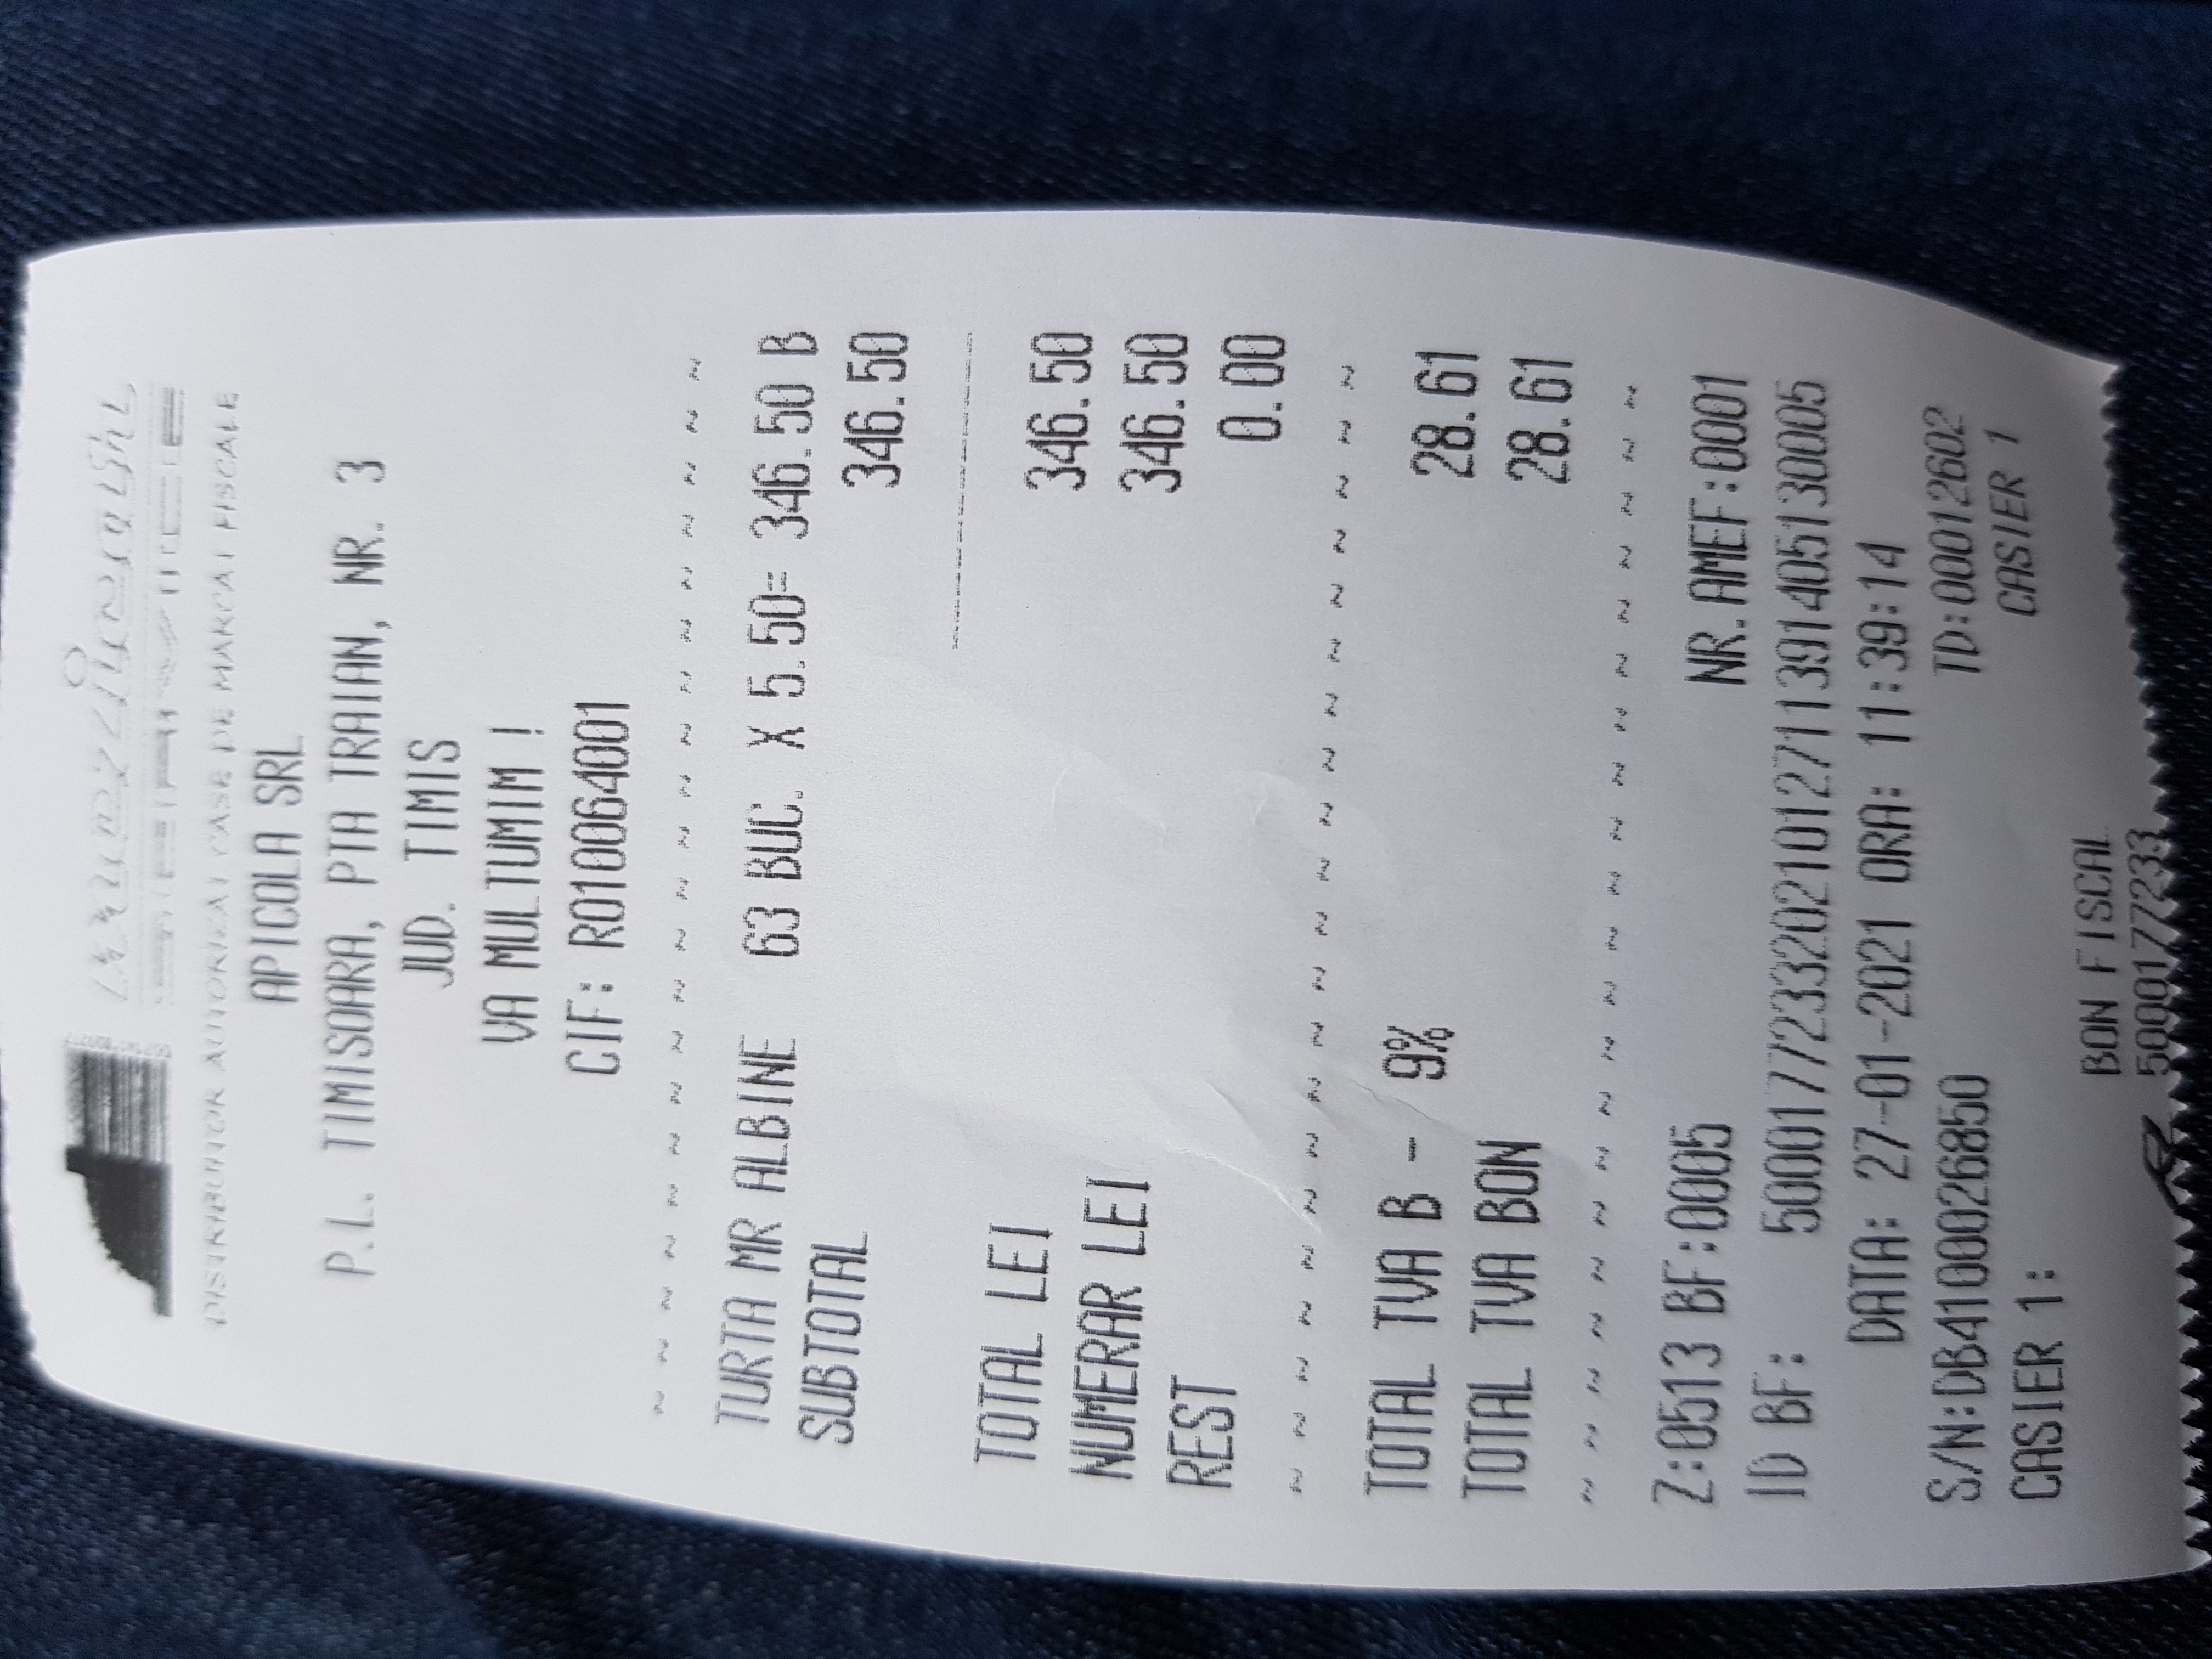 DISTRIBUITOR AUTORIZAT CASE DE MARCAT FISCALE
APICOLA SRL
P.L. TIMISOARA, PTA TRAIAN, NR. 3
JUD. TIMIS
VA MULTUMIM !
CIF: RO10064001
~ ~ ~ ~ ~ ~ ~ ~ ~ ~ ~ ~ ~ ~ ~ ~ ~ ~ ~ ~
TURTA MR ALBINE 63 BUC. X 5.50= 346.50 B
SUBTOTAL 346.50
TOTAL LEI 346.50
NUMERAR LEI 346.50
REST 0.00
~ ~ ~ ~ ~ ~ ~ ~ ~ ~ ~ ~ ~ ~ ~ ~ ~ ~ ~ ~ ~
TOTAL TVA B - 9% 28.61
TOTAL TVA BON 28.61
~ ~ ~ ~ ~ ~ ~ ~ ~ ~ ~ ~ ~ ~ ~ ~ ~ ~ ~ ~ ~
Z:0513 BF:0005 NR.AMEF:0001
ID BF: 50001772332021012711391405130005
DATA: 27-01-2021 ORA: 11:39:14
S/N:DB4100026850 TD:00012602
CASIER 1: CASIER 1
BON FISCAL
5000177233